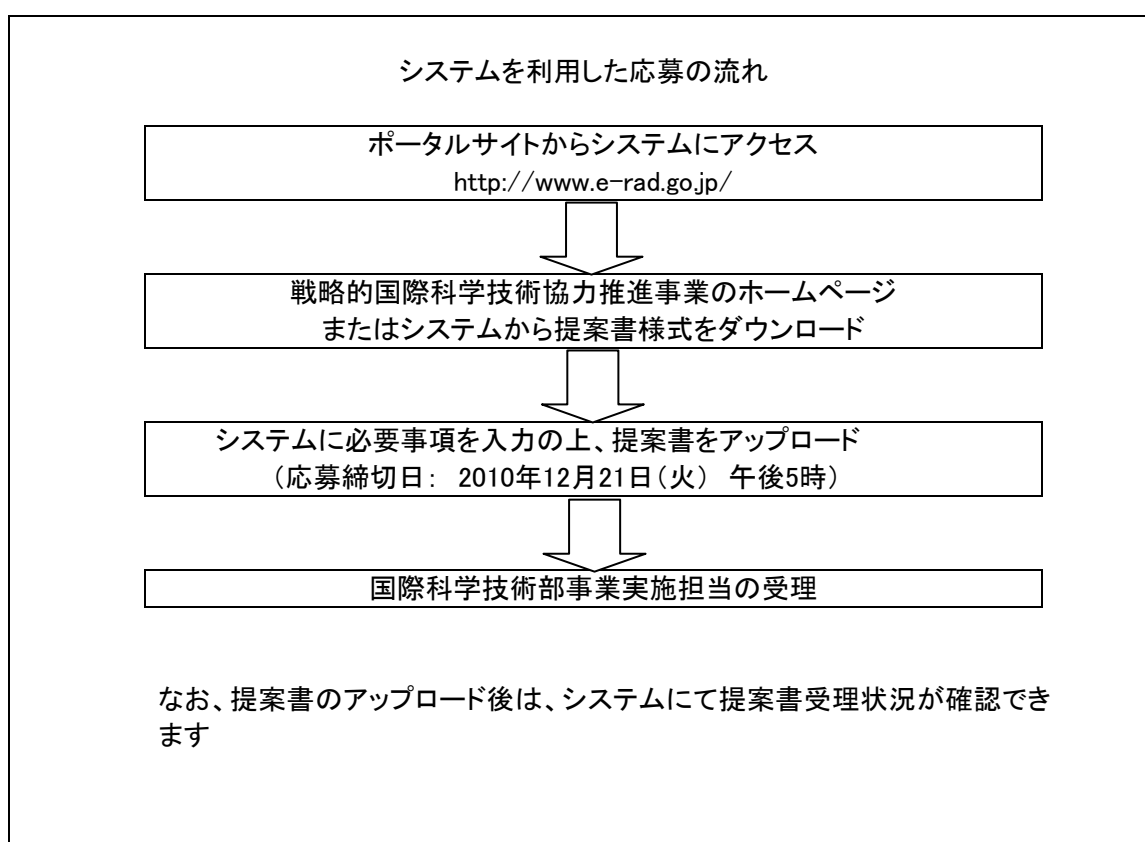 システムを利用した応募の流れ
ポータルサイトからシステムにアクセス
http://www.e-rad.go.jp/
戦略的国際科学技術協力推進事業のホームページ
またはシステムから提案書様式をダウンロード
システムに必要事項を入力の上、提案書をアップロード
（応募締切日： 2010年12月21日（火） 午後5時）
国際科学技術部事業実施担当の受理
なお、提案書のアップロード後は、システムにて提案書受理状況が確認でき
ます